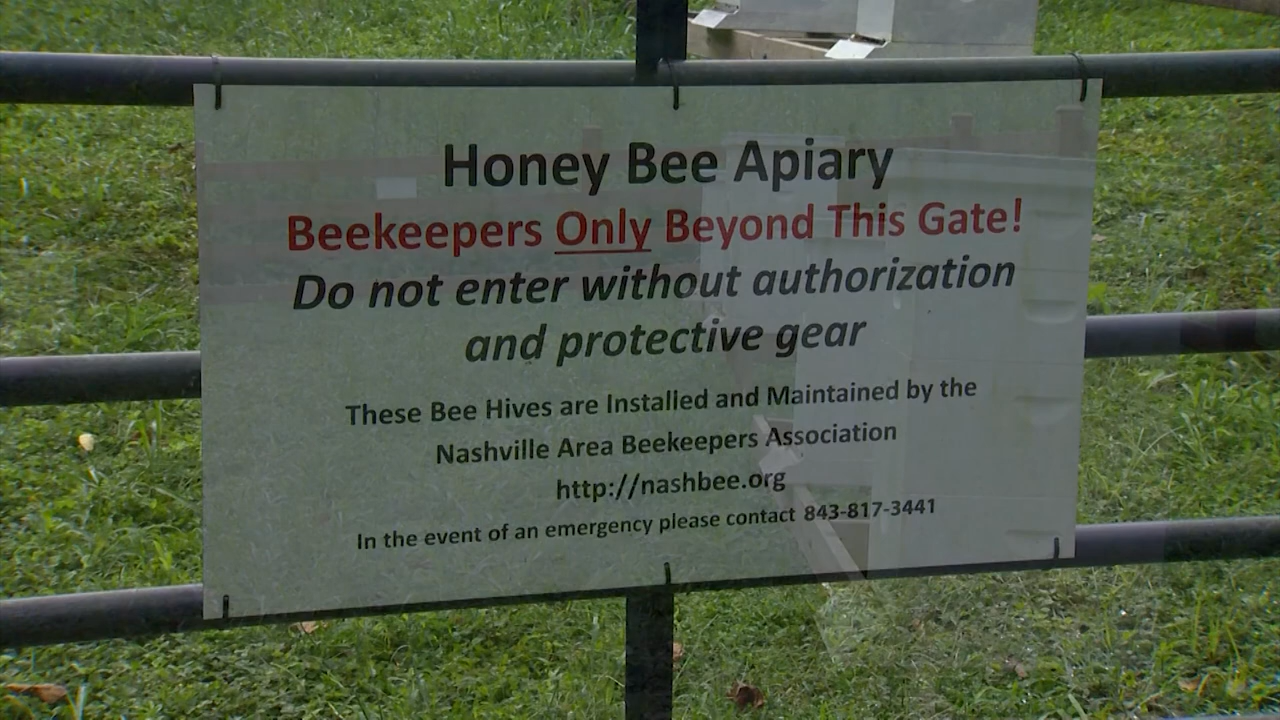 Honey Bee Apiary
Beekeepers Only Beyond This Gate!
Do not enter without authorization
and protective gear
These Bee Hives are Installed and Maintained by the
Nashville Area Beekeepers Association
http://nashbee.org
In the event of an emergency please contact 843-817-3441